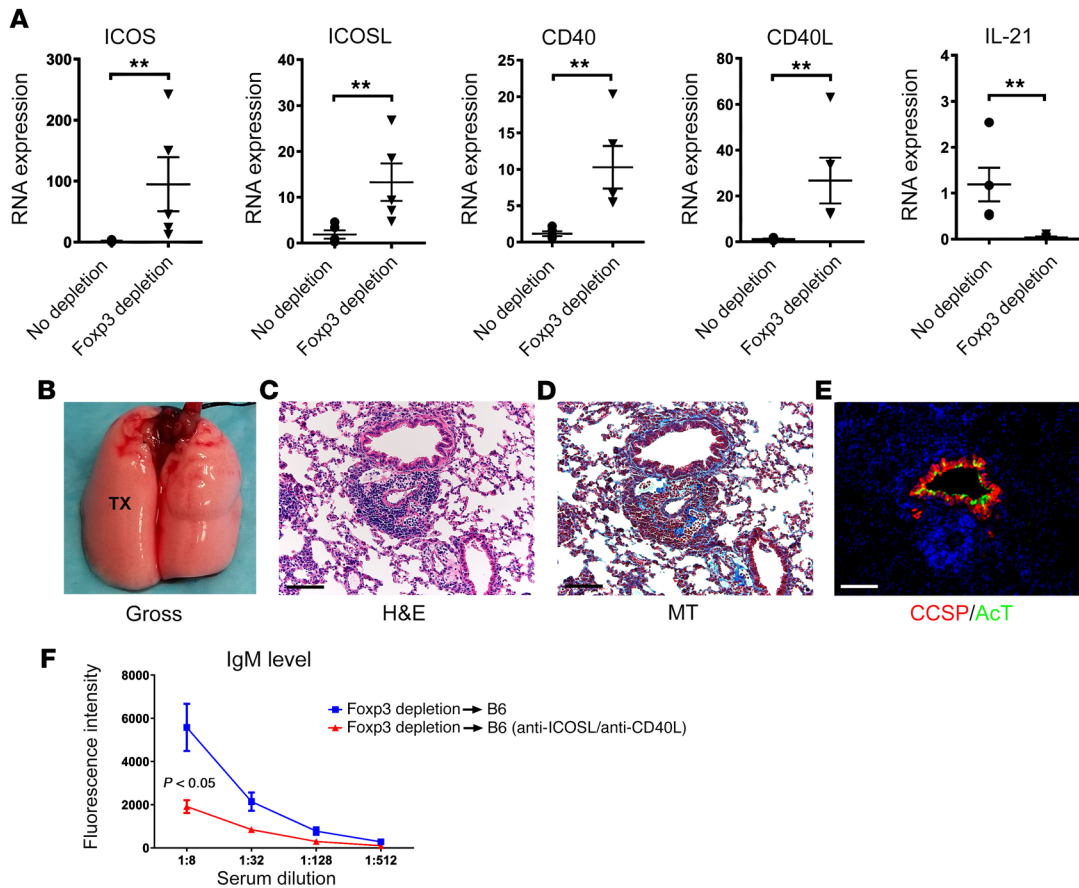 A
ICOS
RNA expression
300
200
100
0
**
No depletion
Foxp3 depletion
ICOSL
RNA expression
40
30
20
10
0
**
No depletion
Foxp3 depletion
CD40
RNA expression
25
20
15
10
5
0
**
No depletion
Foxp3 depletion
CD40L
RNA expression
80
60
40
20
0
**
No depletion
Foxp3 depletion
IL-21
RNA expression
4
3
2
1
0
**
No depletion
Foxp3 depletion
B
TX
Gross
C
H&E
D
MT
E
CCSP/AcT
F
IgM level
Fluorescence intensity
8000
6000
4000
2000
0
P < 0.05
1:8
1:32
1:128
1:512
Serum dilution
Foxp3 depletion → B6
Foxp3 depletion → B6 (anti-ICOSL/anti-CD40L)